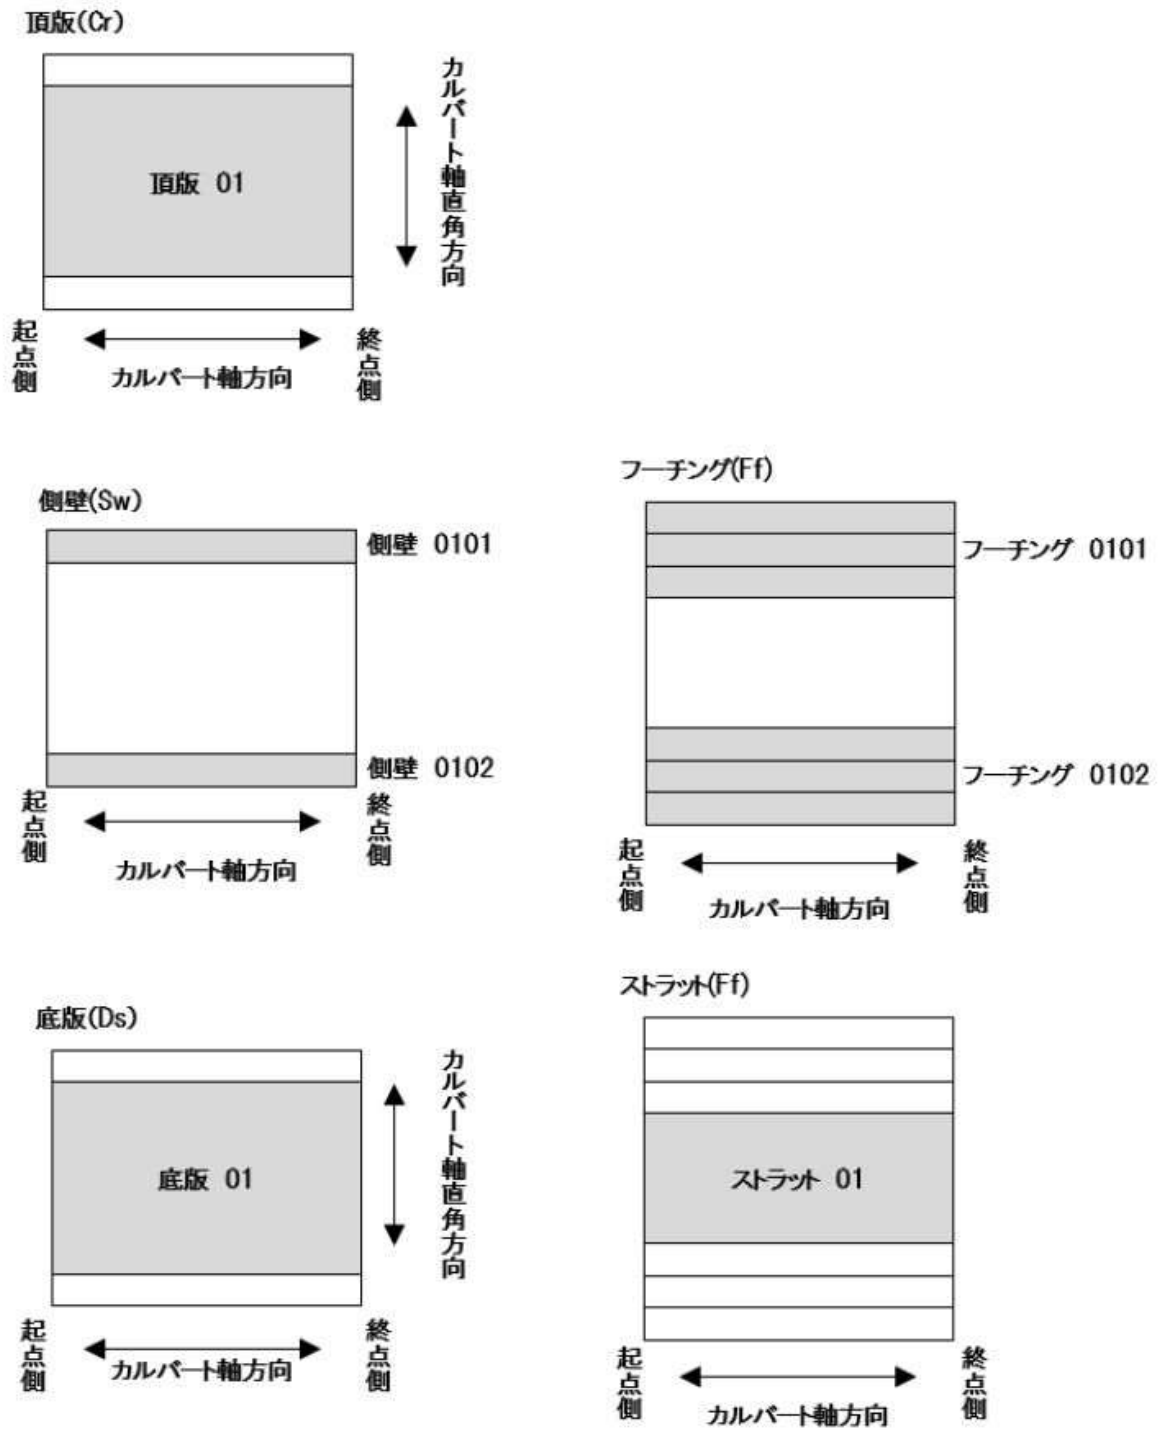 頂版(Cr)
カルバート軸直角方向
頂版 01
起点側
終点側
カルバート軸方向
側壁(Sw)
側壁 0101
側壁 0102
起点側
終点側
カルバート軸方向
フーチング(Ff)
フーチング 0101
フーチング 0102
起点側
終点側
カルバート軸方向
底版(Ds)
カルバート軸直角方向
底版 01
起点側
終点側
カルバート軸方向
ストラット(Ff)
ストラット 01
起点側
終点側
カルバート軸方向